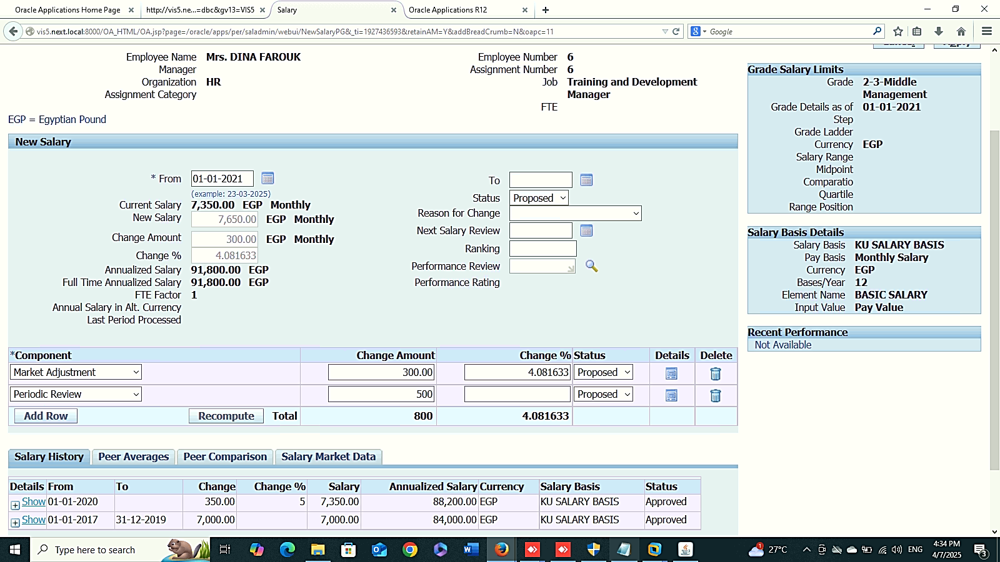 Oracle Applications Home Page
http://vis5.ne...=dbc&gv13=VIS5
Salary
Oracle Applications R12
vis5.next.local:8000/OA_HTML/OA.jsp?page=/oracle/apps/per/saladmin/webui/NewSalaryPG&_ti=1927436593&retainAM=Y&addBreadCrumb=N&oapc=11
Google
Employee Name Mrs. DINA FAROUK
Manager
Organization HR
Assignment Category
Employee Number 6
Assignment Number 6
Job Training and Development
Manager
FTE
EGP = Egyptian Pound
New Salary
* From 01-01-2021
(example: 23-03-2025)
Current Salary 7,350.00 EGP Monthly
New Salary 7,650.00 EGP Monthly
Change Amount 300.00 EGP Monthly
Change % 4.081633
Annualized Salary 91,800.00 EGP
Full Time Annualized Salary 91,800.00 EGP
FTE Factor 1
Annual Salary in Alt. Currency
Last Period Processed
To
Status Proposed
Reason for Change
Next Salary Review
Ranking
Performance Review
Performance Rating
*Component Change Amount Change % Status Details Delete
Market Adjustment 300.00 4.081633 Proposed
Periodic Review 500 Proposed
Add Row Recompute Total 800 4.081633
Salary History Peer Averages Peer Comparison Salary Market Data
Details From To Change Change % Salary Annualized Salary Currency Salary Basis Status
Show 01-01-2020 350.00 5 7,350.00 88,200.00 EGP KU SALARY BASIS Approved
Show 01-01-2017 31-12-2019 7,000.00 7,000.00 84,000.00 EGP KU SALARY BASIS Approved
Grade Salary Limits
Grade 2-3-Middle
Management
Grade Details as of 01-01-2021
Step
Grade Ladder
Currency EGP
Salary Range
Midpoint
Comparatio
Quartile
Range Position
Salary Basis Details
Salary Basis KU SALARY BASIS
Pay Basis Monthly Salary
Currency EGP
Bases/Year 12
Element Name BASIC SALARY
Input Value Pay Value
Recent Performance
Not Available
Type here to search
1
27°C
ENG
4:34 PM
4/7/2025
3